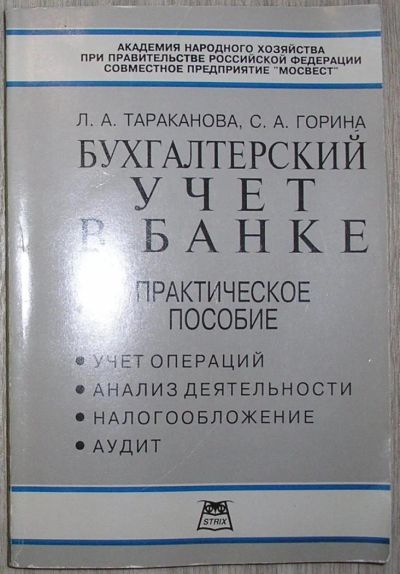 АКАДЕМИЯ НАРОДНОГО ХОЗЯЙСТВА
ПРИ ПРАВИТЕЛЬСТВЕ РОССИЙСКОЙ ФЕДЕРАЦИИ
СОВМЕСТНОЕ ПРЕДПРИЯТИЕ "МОСВЕСТ"
Л. А. ТАРАКАНОВА, С. А. ГОРИНА
БУХГАЛТЕРСКИЙ
УЧЕТ
В БАНКЕ
ПРАКТИЧЕСКОЕ
ПОСОБИЕ
• УЧЕТ ОПЕРАЦИЙ
• АНАЛИЗ ДЕЯТЕЛЬНОСТИ
• НАЛОГООБЛОЖЕНИЕ
• АУДИТ
STRIX